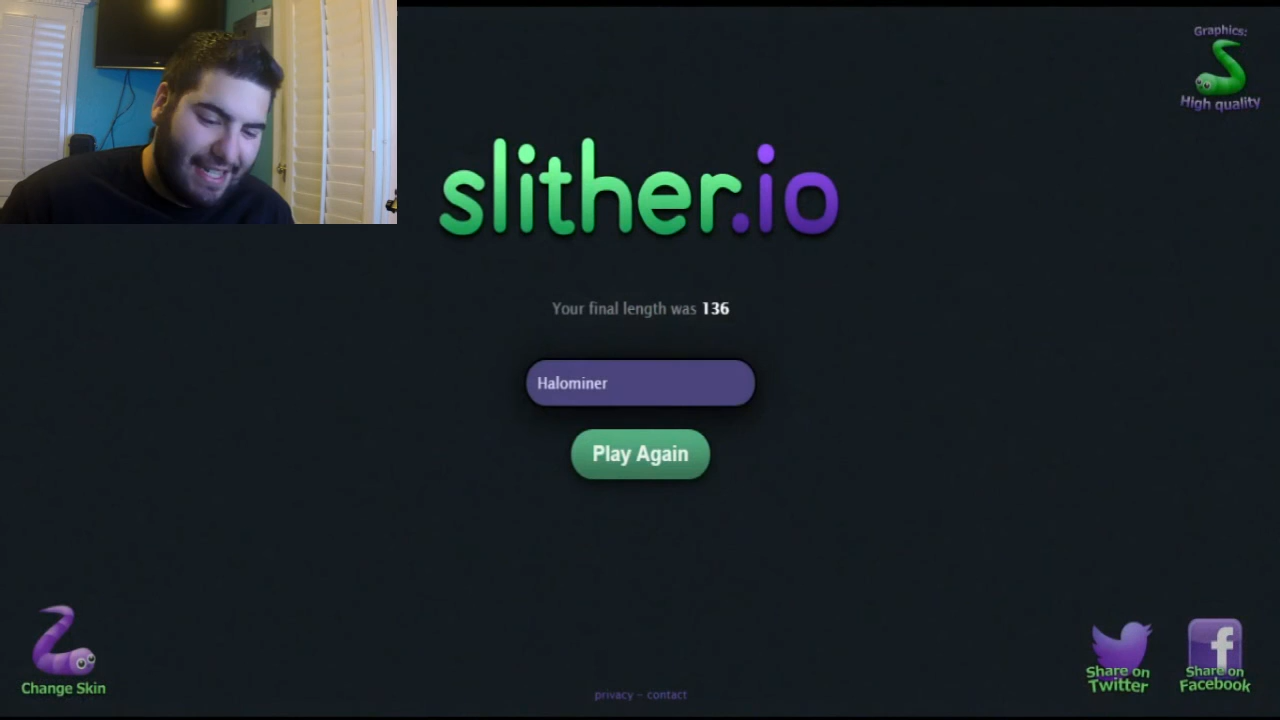 Graphics:
High quality
slither.io
Your final length was 136
Halominer
Play Again
Change Skin
Share on
Twitter
Share on
Facebook
privacy - contact